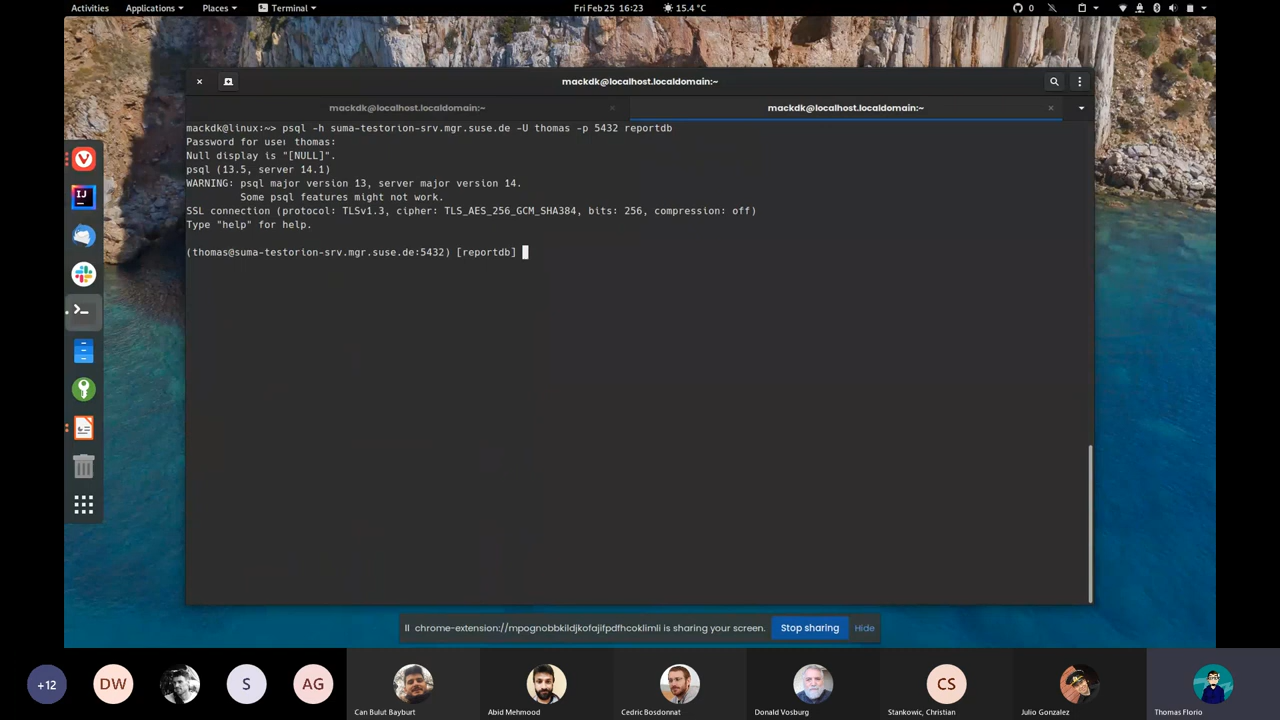 Activities Applications Places Terminal Fri Feb 25 16:23 15.4 °C 0
mackdk@localhost.localdomain:~
mackdk@localhost.localdomain:~ mackdk@localhost.localdomain:~
mackdk@linux:~> psql -h suma-testorion-srv.mgr.suse.de -U thomas -p 5432 reportdb
Password for user thomas:
Null display is "[NULL]".
psql (13.5, server 14.1)
WARNING: psql major version 13, server major version 14.
Some psql features might not work.
SSL connection (protocol: TLSv1.3, cipher: TLS_AES_256_GCM_SHA384, bits: 256, compression: off)
Type "help" for help.
(thomas@suma-testorion-srv.mgr.suse.de:5432) [reportdb]
IJ
chrome-extension://mpognobbkildjkofajifpdfhcoklimli is sharing your screen. Stop sharing Hide
+12 DW S AG CS
Can Bulut Bayburt Abid Mehmood Cedric Bosdonnat Donald Vosburg Stankowic, Christian Julio Gonzalez Thomas Florio